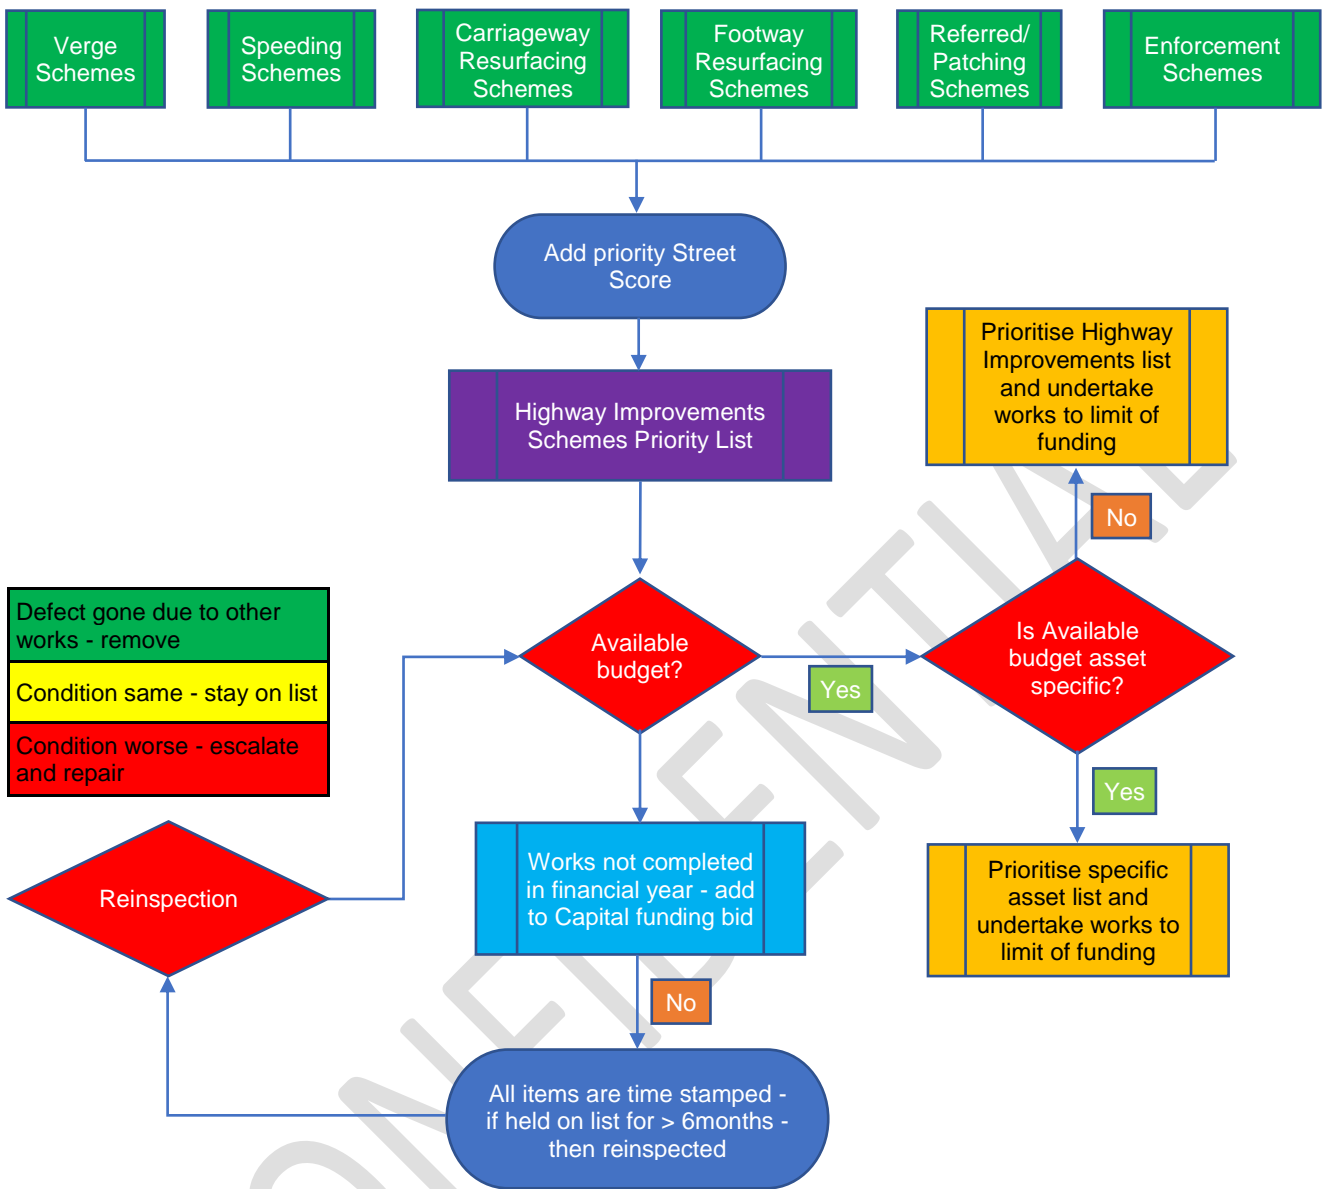 Verge
Schemes
Speeding
Schemes
Carriageway
Resurfacing
Schemes
Footway
Resurfacing
Schemes
Referred/
Patching
Schemes
Enforcement
Schemes
Add priority Street
Score
Highway Improvements
Schemes Priority List
Prioritise Highway
Improvements list
and undertake
works to limit of
funding
No
Available
budget?
Yes
Is Available
budget asset
specific?
Yes
Prioritise specific
asset list and
undertake works to
limit of funding
Defect gone due to other
works - remove
Condition same - stay on list
Condition worse - escalate
and repair
Reinspection
Works not completed
in financial year - add
to Capital funding bid
No
All items are time stamped -
if held on list for > 6months -
then reinspected
ONFIDENTIAL